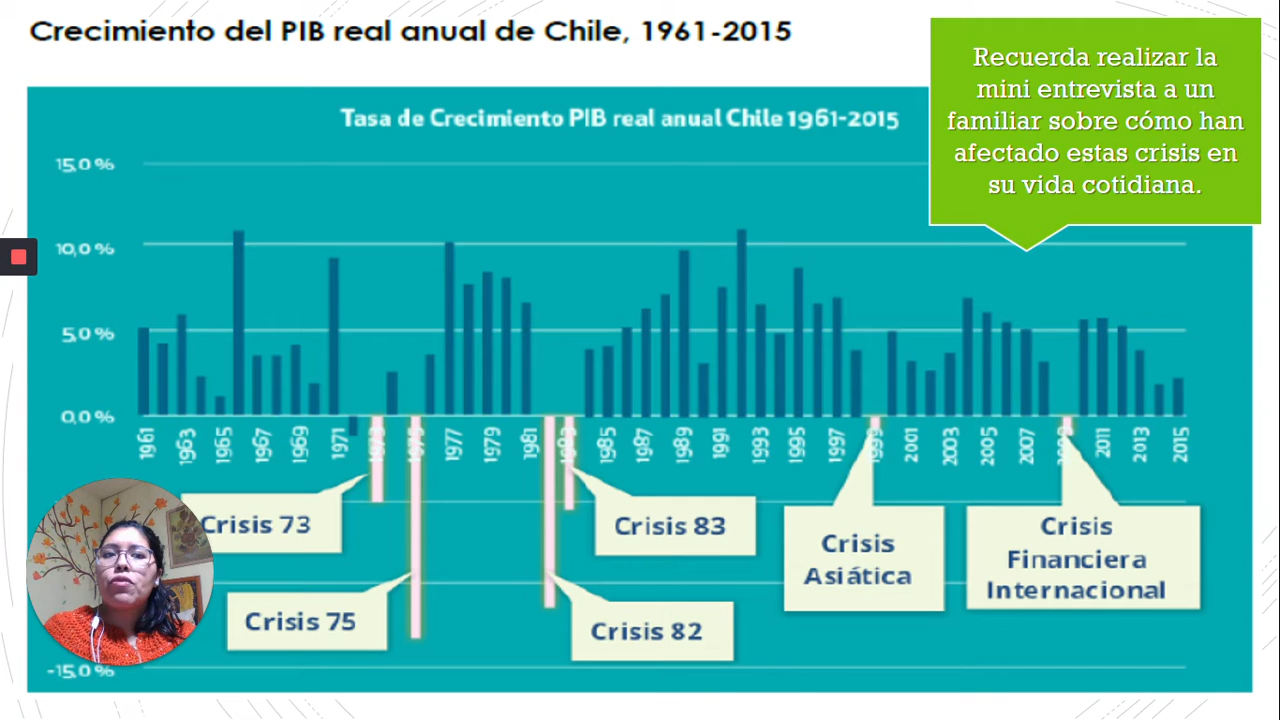 Crecimiento del PIB real anual de Chile, 1961-2015
Recuerda realizar la
mini entrevista a un
familiar sobre cómo han
afectado estas crisis en
su vida cotidiana.
Tasa de Crecimiento PIB real anual Chile 1961-2015
15,0 %
10,0 %
5,0 %
0,0 %
-15,0 %
1961
1963
1965
1967
1969
1971
1977
1979
1981
1985
1987
1989
1991
1993
1995
1997
1999
2001
2003
2005
2007
2011
2013
2015
Crisis 73
Crisis 75
Crisis 83
Crisis 82
Crisis
Asiática
Crisis
Financiera
Internacional